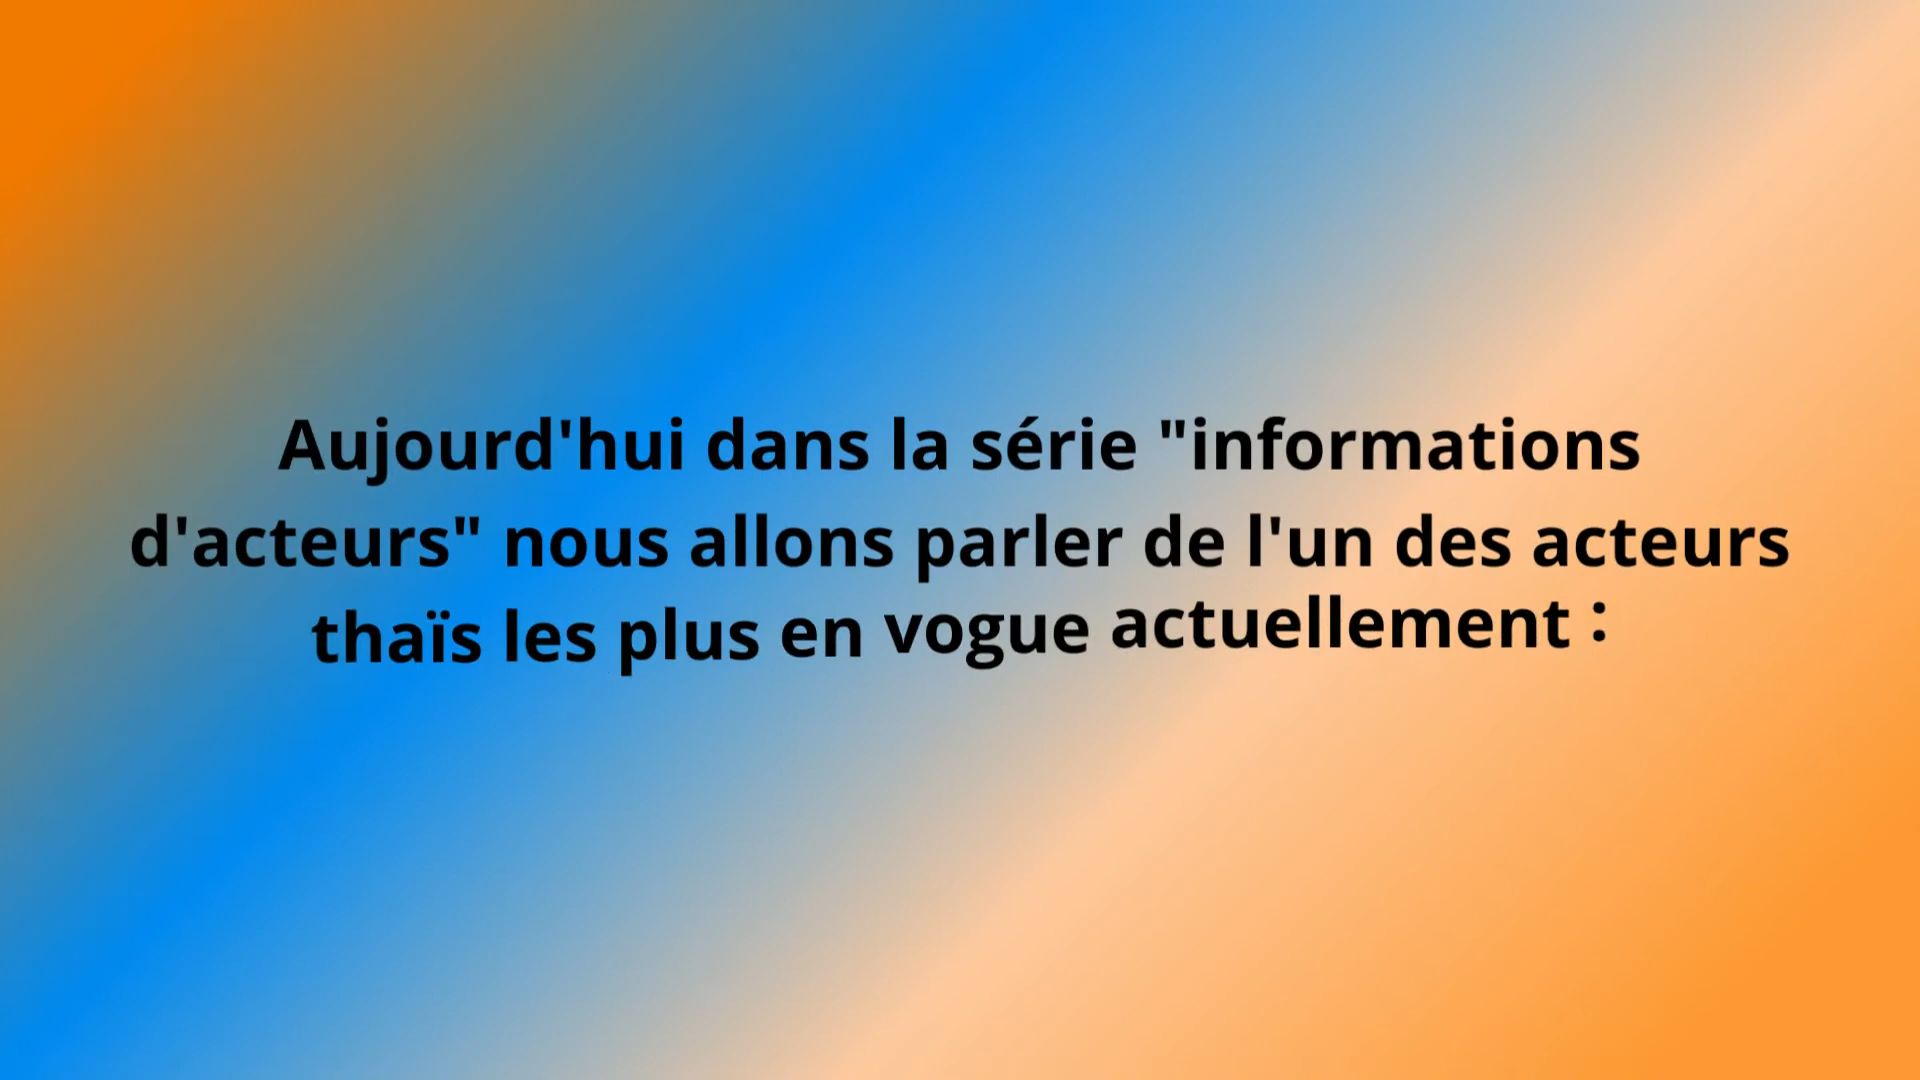 Aujourd'hui dans la série "informations
d'acteurs" nous allons parler de l'un des acteurs
thaïs les plus en vogue actuellement :